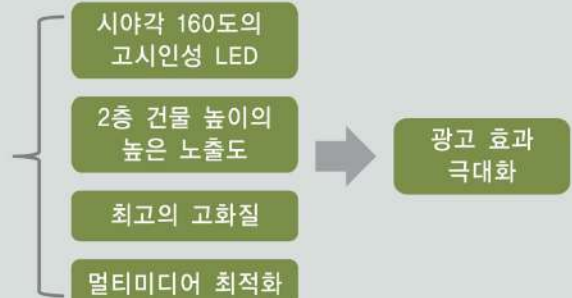 시야각 160도의
고시인성 LED
2층 건물 높이의
높은 노출도
최고의 고화질
멀티미디어 최적화
광고 효과
극대화